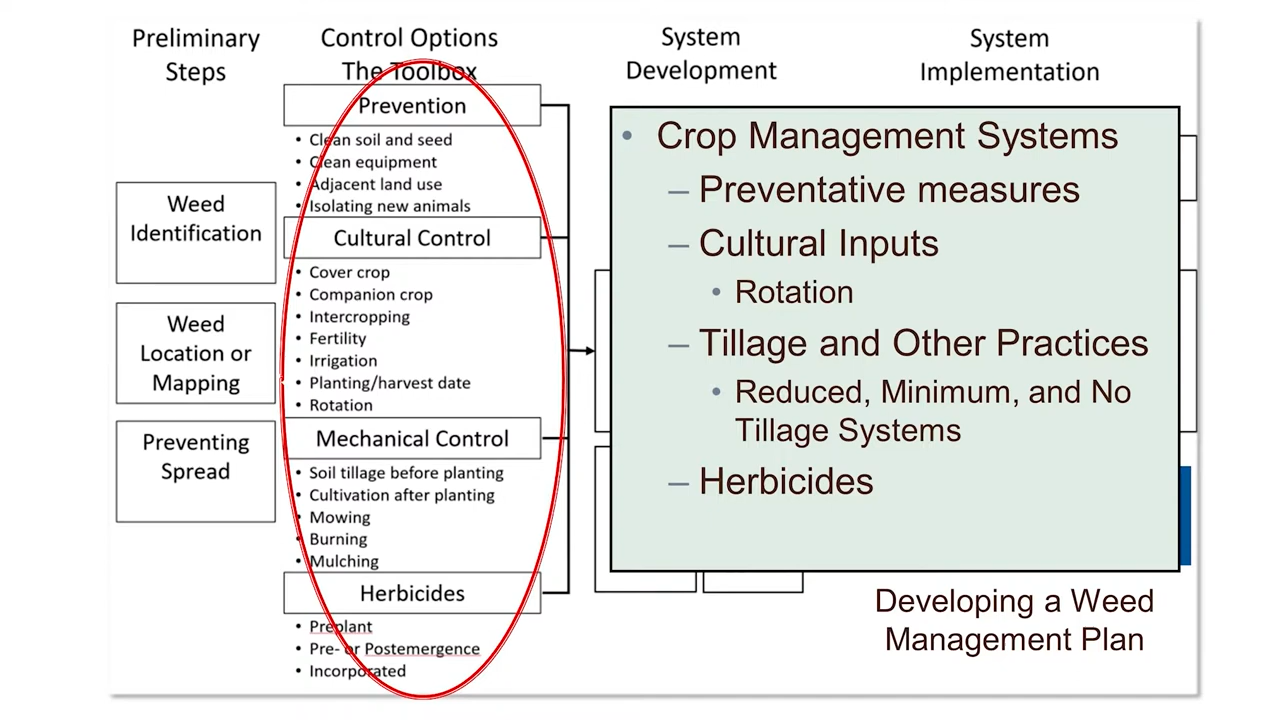 Preliminary
Steps
Weed
Identification
Weed
Location or
Mapping
Preventing
Spread
Control Options
The Toolbox
Prevention
• Clean soil and seed
• Clean equipment
• Adjacent land use
• Isolating new animals
Cultural Control
• Cover crop
• Companion crop
• Intercropping
• Fertility
• Irrigation
• Planting/harvest date
• Rotation
Mechanical Control
• Soil tillage before planting
• Cultivation after planting
• Mowing
• Burning
• Mulching
Herbicides
• Preplant
• Pre- or Postemergence
• Incorporated
System
Development
System
Implementation
• Crop Management Systems
– Preventative measures
– Cultural Inputs
• Rotation
– Tillage and Other Practices
• Reduced, Minimum, and No
Tillage Systems
– Herbicides
Developing a Weed
Management Plan